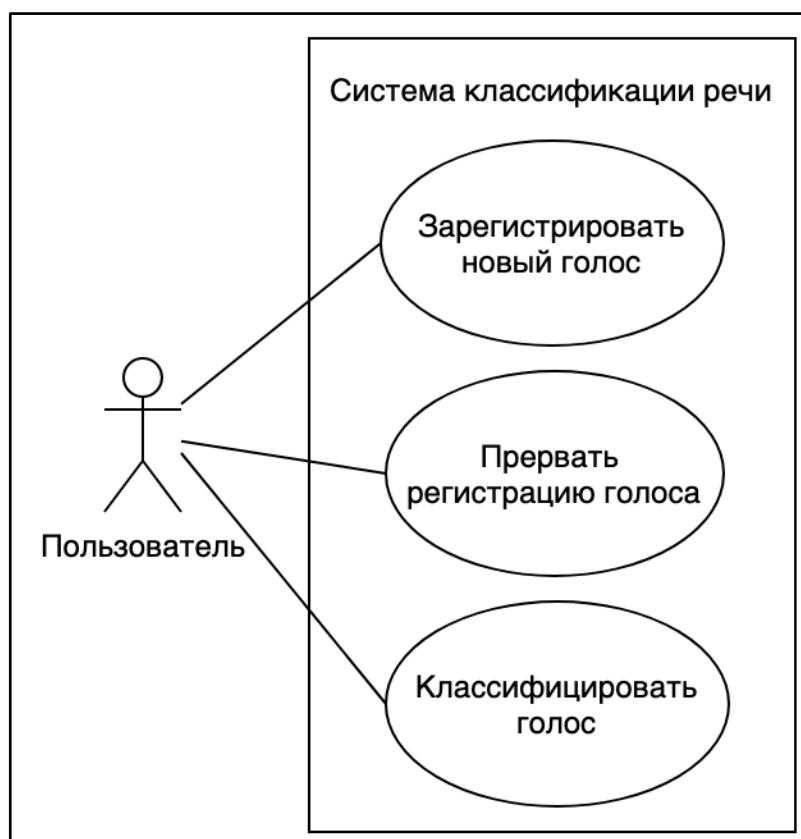 Система классификации речи
Зарегистрировать
новый голос
Прервать
регистрацию голоса
Пользователь
Классифицировать
голос